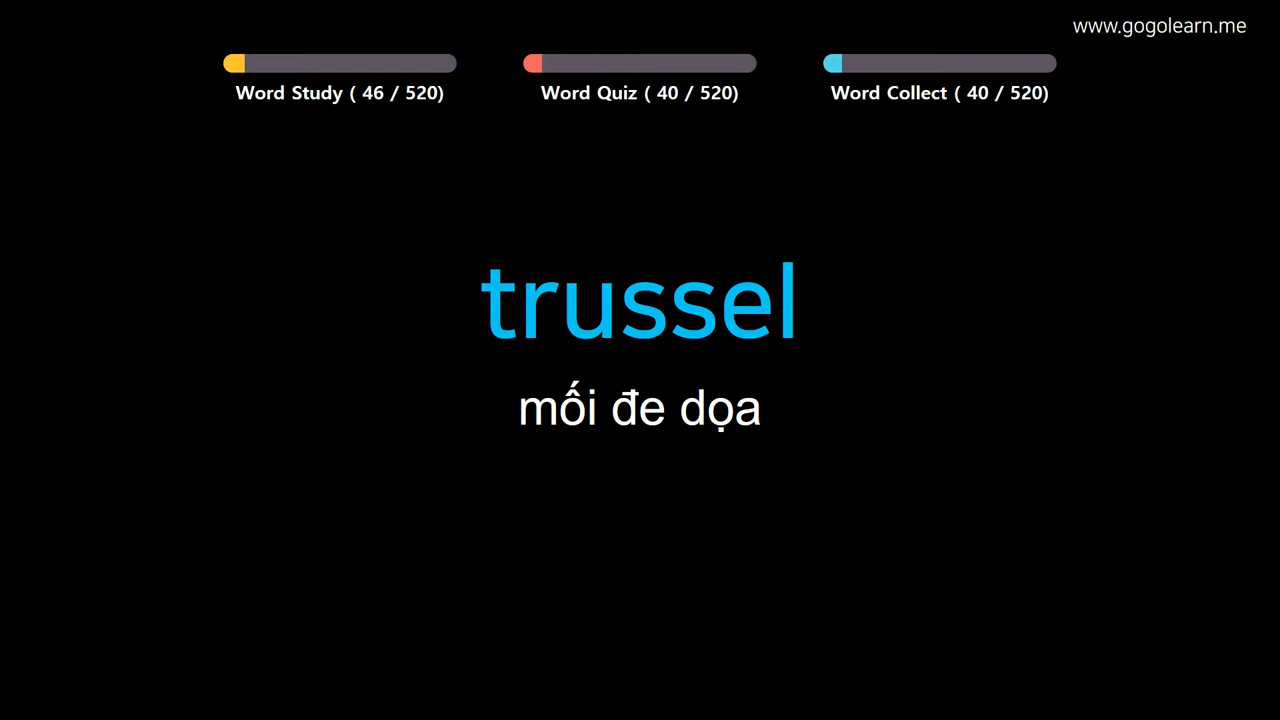 www.gogolearn.me
Word Study ( 46 / 520)
Word Quiz ( 40 / 520)
Word Collect ( 40 / 520)
trussel
mối đe dọa